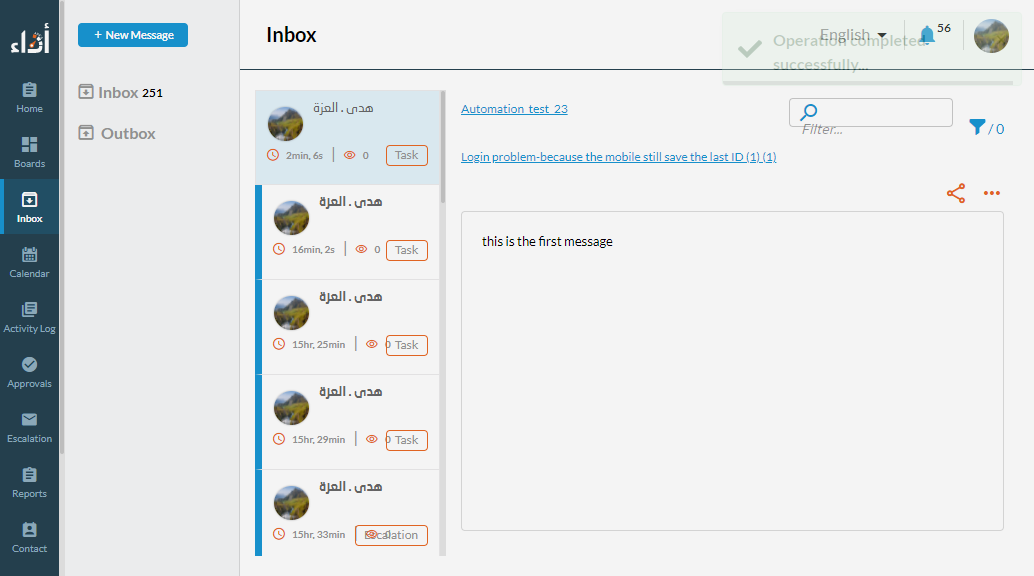 أداء
Home
Boards
Inbox
Calendar
Activity Log
Approvals
Escalation
Reports
Contact
+ New Message
Inbox 251
Outbox
Inbox
English
56
Operation completed
successfully...
هدى . العزة
2min, 6s
0
Task
هدى . العزة
16min, 2s
0
Task
هدى . العزة
15hr, 25min
0
Task
هدى . العزة
15hr, 29min
0
Task
هدى . العزة
15hr, 33min
0
Escalation
Automation test 23
Filter...
/ 0
Login problem-because the mobile still save the last ID (1) (1)
this is the first message